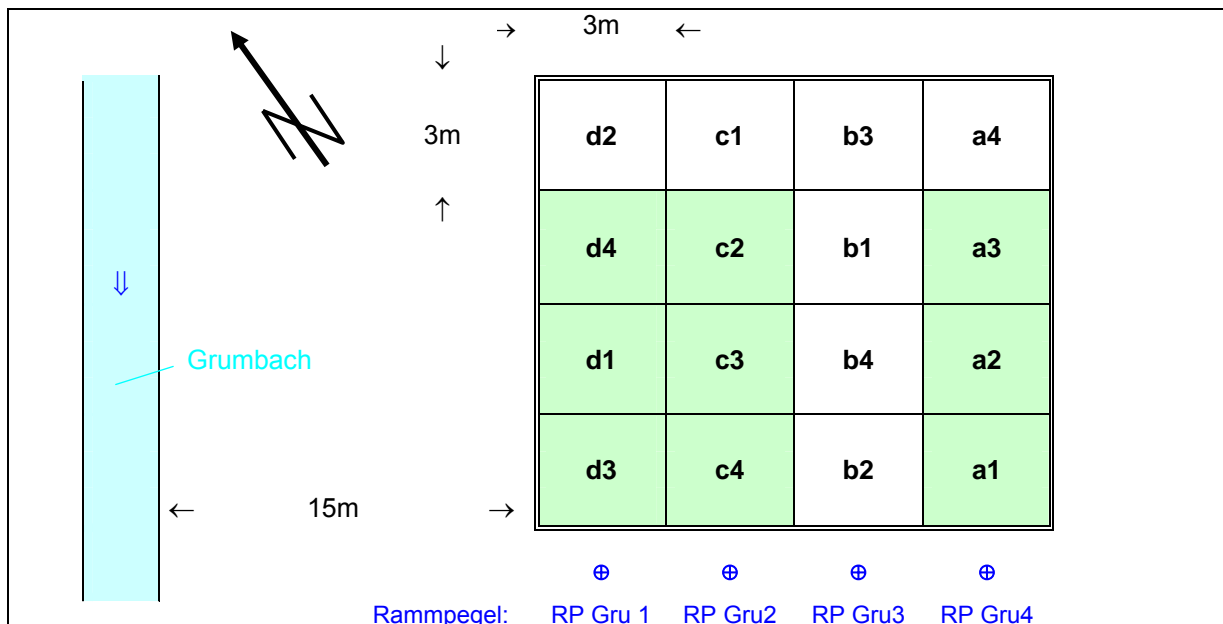 → 3m ←
↓
3m
↑
N
d2 c1 b3 a4
d4 c2 b1 a3
⇓
d1 c3 b4 a2
Grumbach
d3 c4 b2 a1
← 15m →
⊕ ⊕ ⊕ ⊕
Rammpegel: RP Gru 1 RP Gru2 RP Gru3 RP Gru4